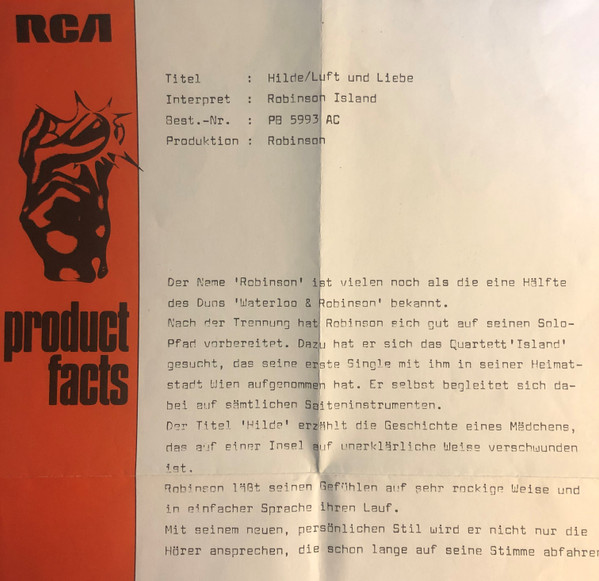 RCA
product
facts
Titel : Hilde/Luft und Liebe
Interpret : Robinson Island
Best.-Nr. : PB 5993 AC
Produktion : Robinson
Der Name 'Robinson' ist vielen noch als die eine Hälfte
des Duos 'Waterloo & Robinson' bekannt.
Nach der Trennung hat Robinson sich gut auf seinen Solo-
Pfad vorbereitet. Dazu hat er sich das Quartett 'Island'
gesucht, das seine erste Single mit ihm in seiner Heimat-
stadt Wien aufgenommen hat. Er selbst begleitet sich da-
bei auf sämtlichen Saiteninstrumenten.
Der Titel 'Hilde' erzählt die Geschichte eines Mädchens,
das auf einer Insel auf unerklärliche Weise verschwunden
ist.
Robinson läßt seinen Gefühlen auf sehr rockige Weise und
in einfacher Sprache ihren Lauf.
Mit seinem neuen, persönlichen Stil wird er nicht nur die
Hörer ansprechen, die schon lange auf seine Stimme abfahren